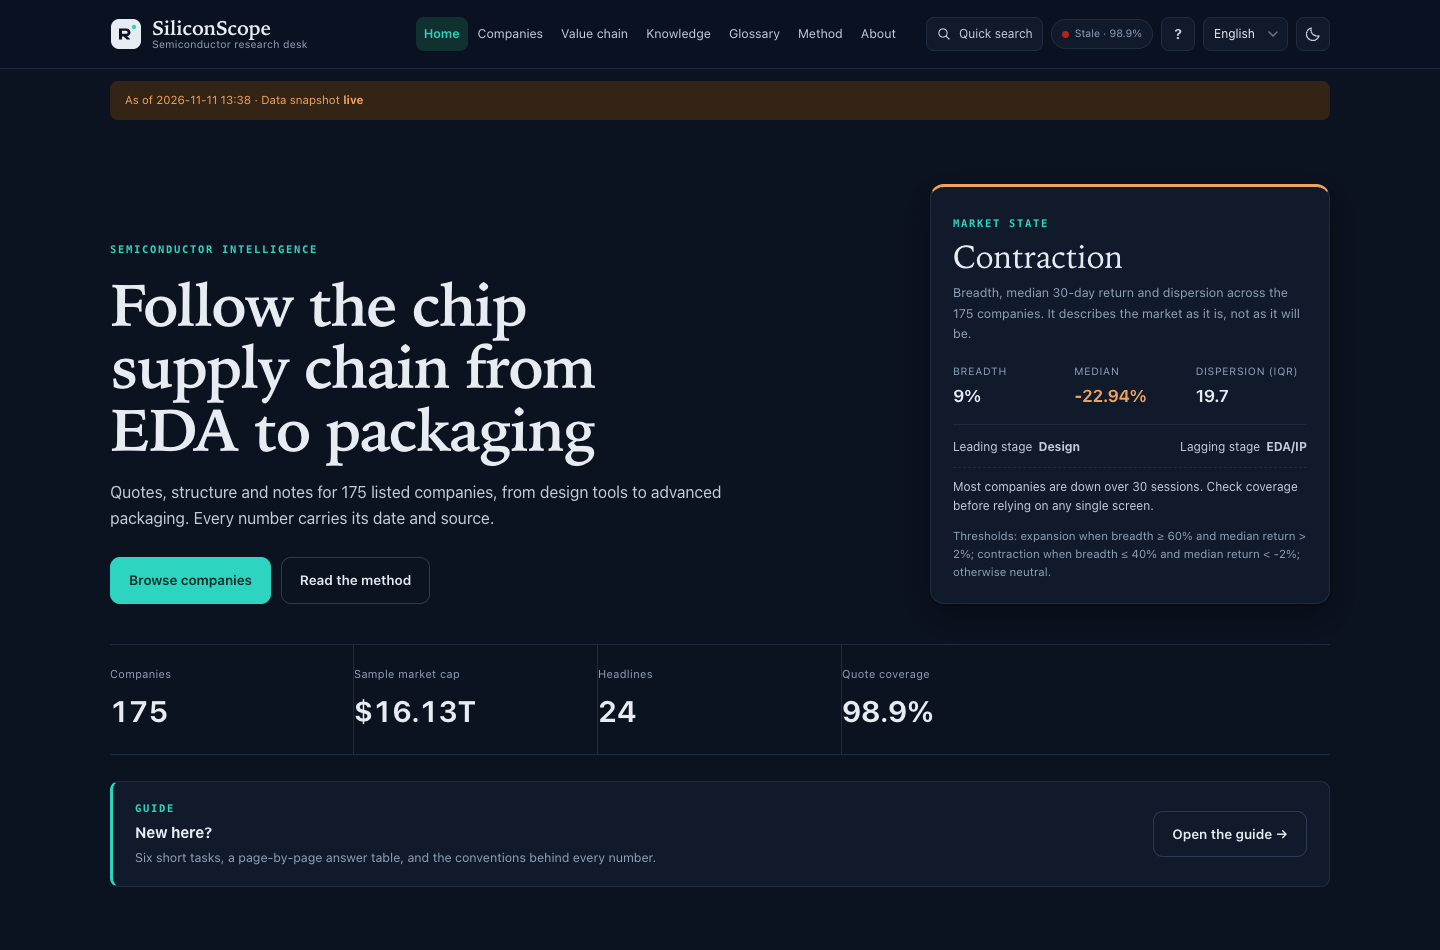 R
SiliconScope
Semiconductor research desk
Home
Companies
Value chain
Knowledge
Glossary
Method
About
Quick search
Stale · 98.9%
?
English
As of 2026-11-11 13:38 · Data snapshot live
SEMICONDUCTOR INTELLIGENCE
Follow the chip
supply chain from
EDA to packaging
Quotes, structure and notes for 175 listed companies, from design tools to advanced
packaging. Every number carries its date and source.
Browse companies
Read the method
MARKET STATE
Contraction
Breadth, median 30-day return and dispersion across the
175 companies. It describes the market as it is, not as it will
be.
BREADTH
9%
MEDIAN
-22.94%
DISPERSION (IQR)
19.7
Leading stage Design
Lagging stage EDA/IP
Most companies are down over 30 sessions. Check coverage
before relying on any single screen.
Thresholds: expansion when breadth ≥ 60% and median return >
2%; contraction when breadth ≤ 40% and median return < -2%;
otherwise neutral.
Companies
175
Sample market cap
$16.13T
Headlines
24
Quote coverage
98.9%
GUIDE
New here?
Six short tasks, a page-by-page answer table, and the conventions behind every number.
Open the guide →